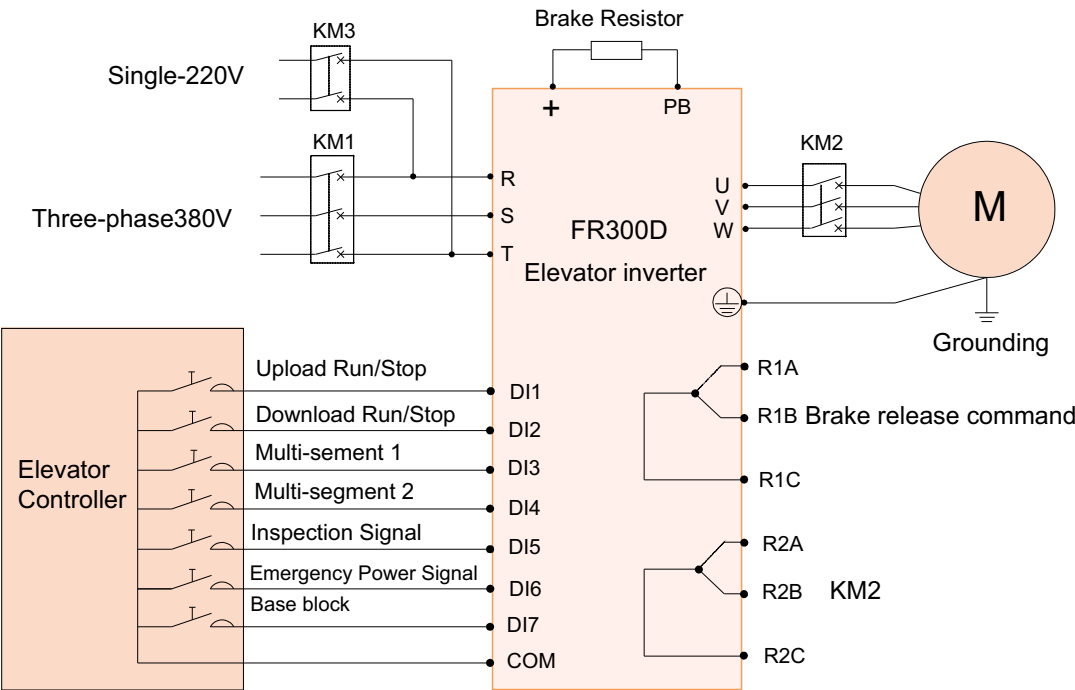 Brake Resistor
KM3
Single-220V
+
PB
KM1
KM2
R
U
Three-phase380V
S
V
M
FR300D
W
T
Elevator inverter
Grounding
Upload Run/Stop
R1A
DI1
Download Run/Stop
R1B Brake release command
DI2
Multi-sement 1
Elevator
Controller
DI3
R1C
Multi-segment 2
DI4
Inspection Signal
R2A
DI5
Emergency Power Signal
DI6
R2B
KM2
Base block
DI7
COM
R2C